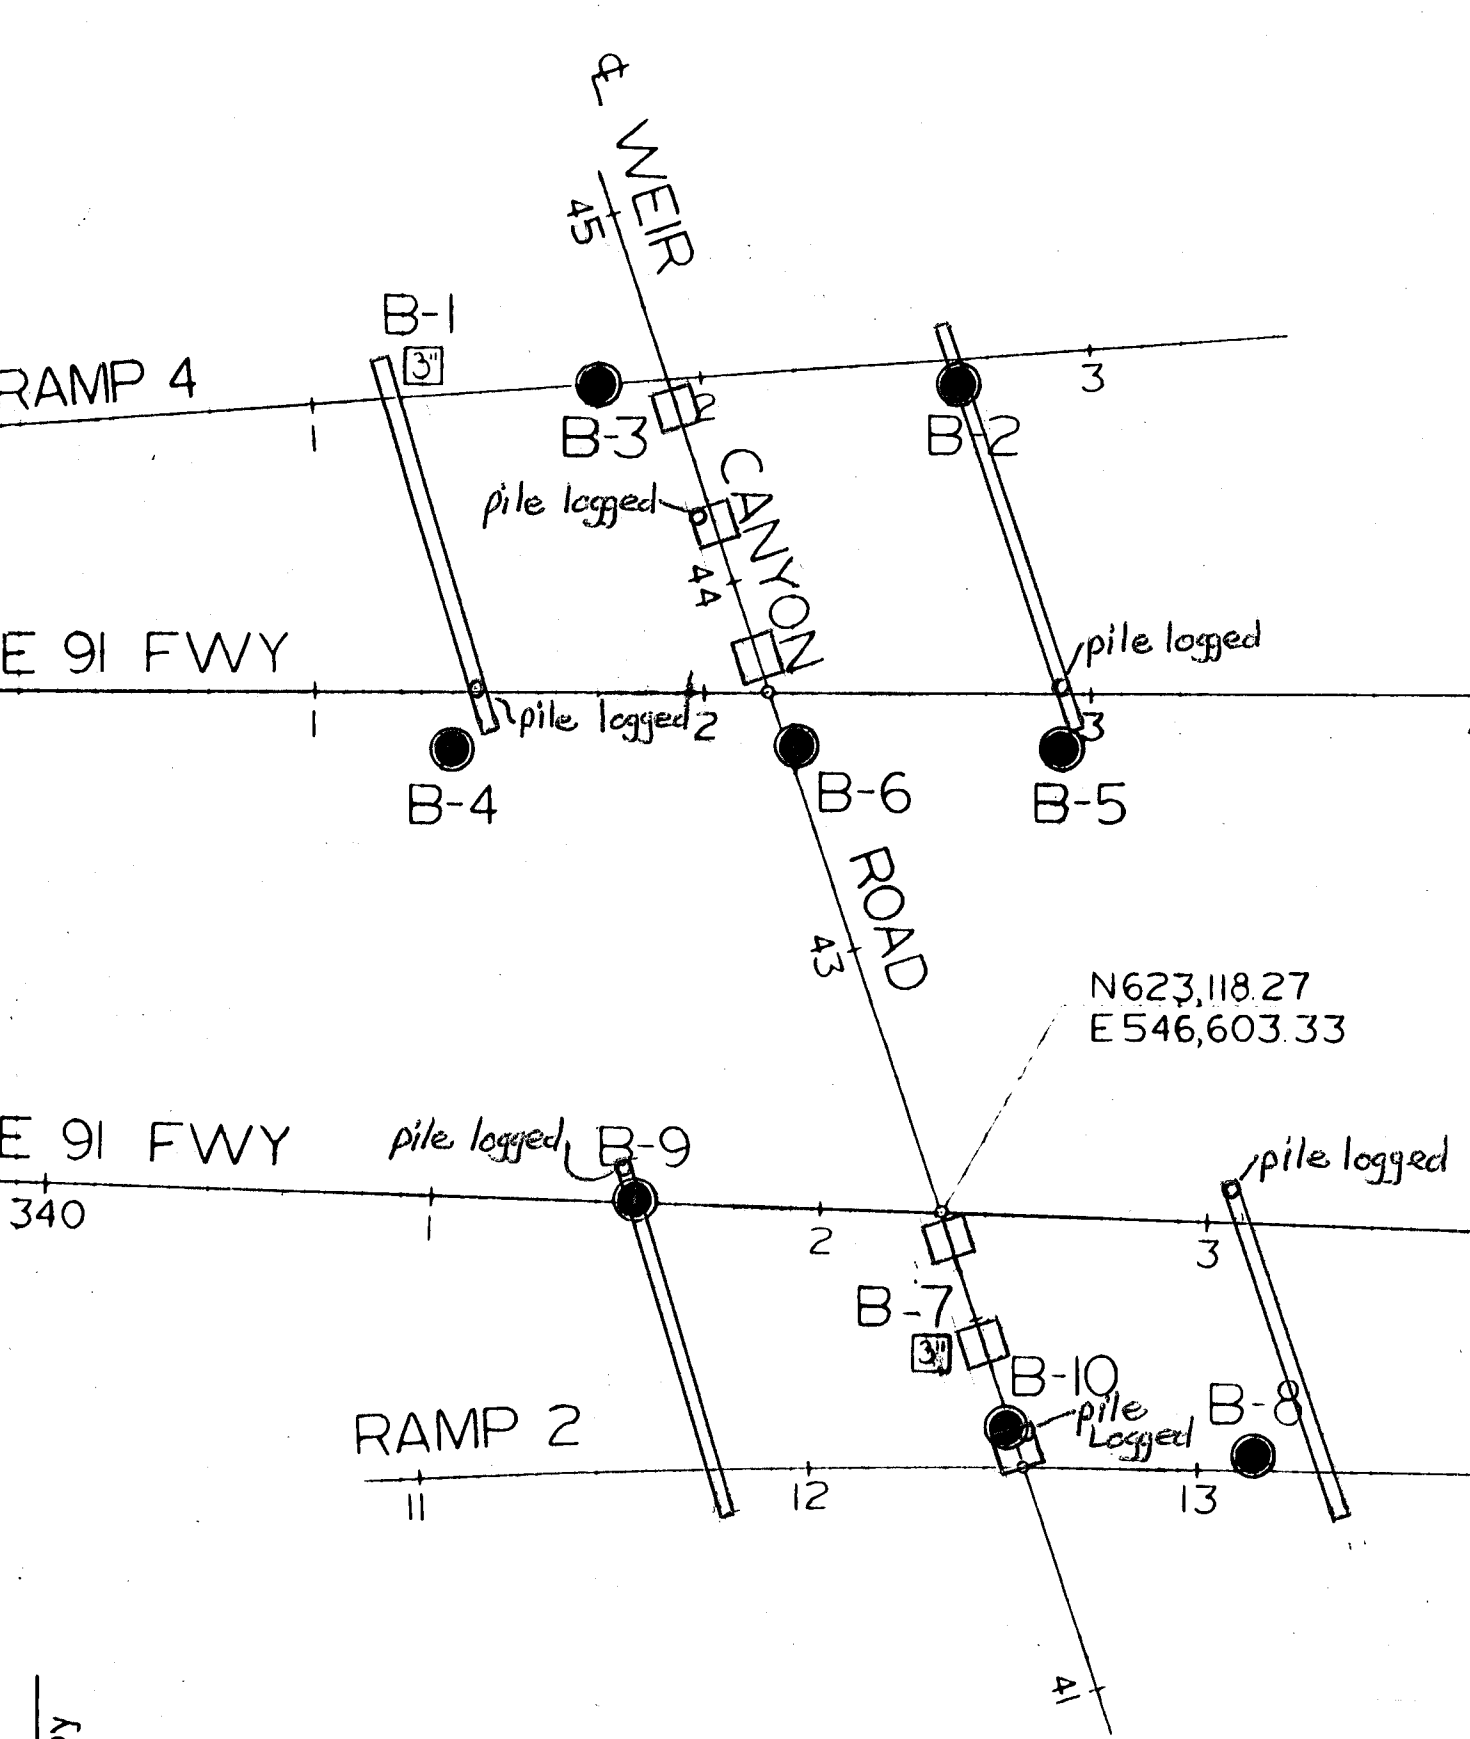 ℄ WEIR CANYON ROAD
45
B-1
3"
RAMP 4
1
2
3
B-3
B-2
pile logged
44
E 91 FWY
pile logged
pile logged
1
2
3
B-4
B-6
B-5
43
N 623,118.27
E 546,603.33
E 91 FWY
pile logged
B-9
pile logged
340
1
2
3
B-7
3"
B-10
pile
Logged
B-8
RAMP 2
11
12
13
41